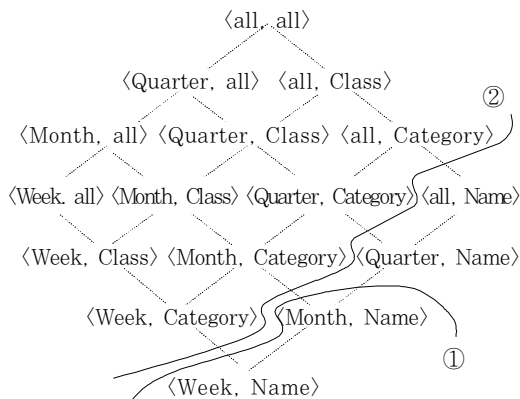 〈all, all〉
〈Quarter, all〉 〈all, Class〉
②
〈Month, all〉 〈Quarter, Class〉 〈all, Category〉
〈Week. all〉 〈Month, Class〉 〈Quarter, Category〉 〈all, Name〉
〈Week, Class〉 〈Month, Category〉 〈Quarter, Name〉
〈Week, Category〉 〈Month, Name〉
①
〈Week, Name〉